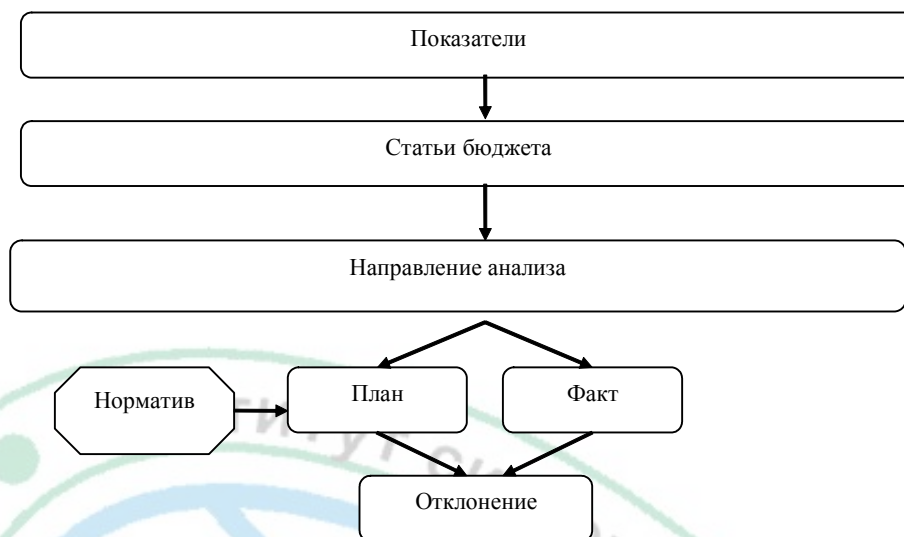 Показатели
Статьи бюджета
Направление анализа
Норматив
План
Факт
Отклонение